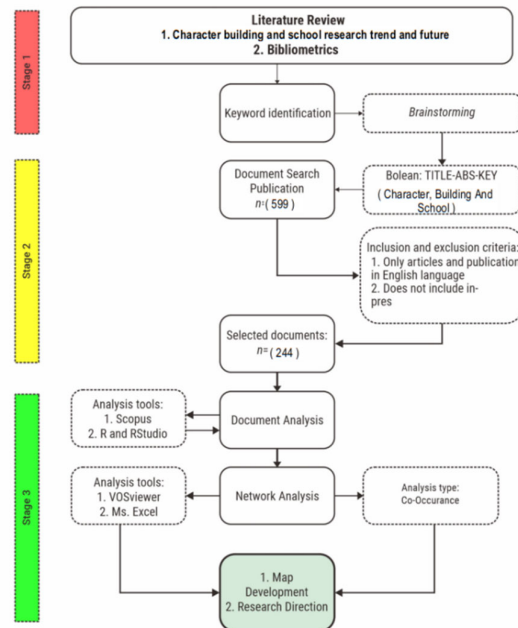 Literature Review
1. Character building and school research trend and future
2. Bibliometrics
Stage 1
Keyword identification
Brainstorming
Document Search
Publication
n=(599)
Bolean: TITLE-ABS-KEY
( Character, Building And
School )
Stage 2
Inclusion and exclusion criteria:
1. Only articles and publication
in English language
2. Does not include in-
pres
Selected documents:
n=(244)
Stage 3
Analysis tools:
1. Scopus
2. R and RStudio
Document Analysis
Analysis tools:
1. VOSviewer
2. Ms. Excel
Network Analysis
Analysis type:
Co-Occurance
1. Map
Development
2. Research Direction